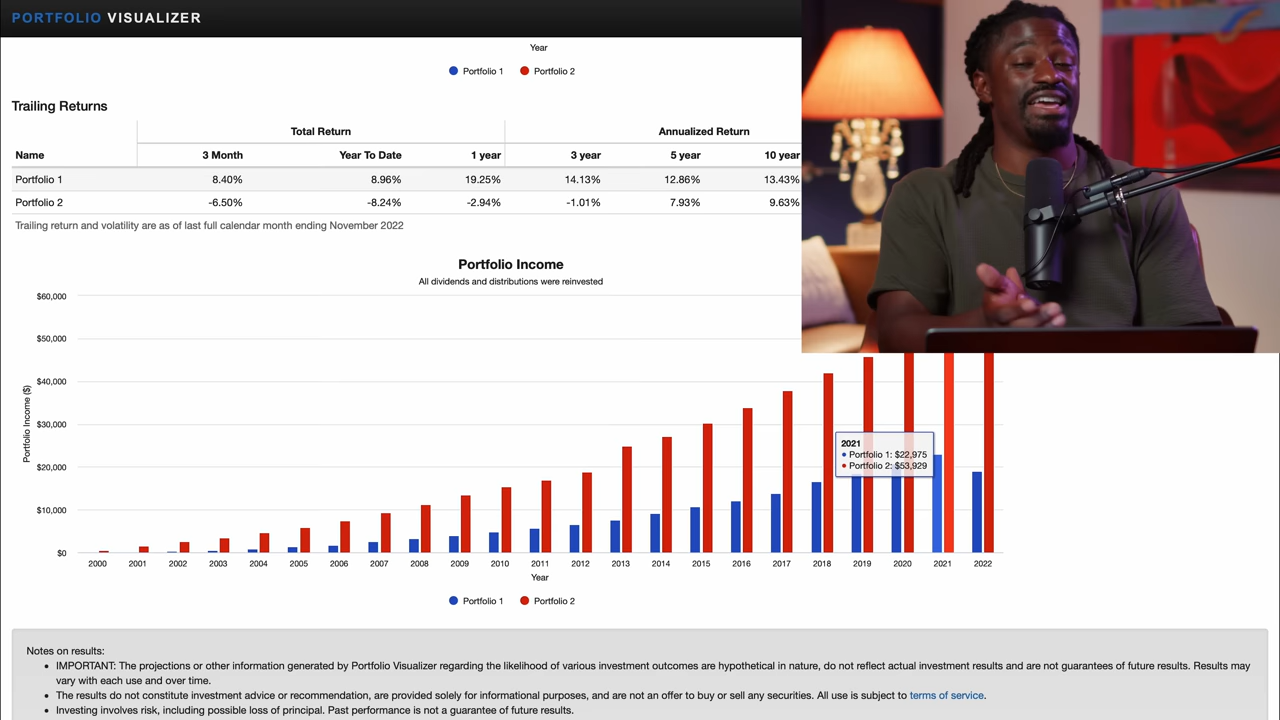 PORTFOLIO VISUALIZER
Year
Portfolio 1 Portfolio 2
Trailing Returns
Total Return Annualized Return
Name 3 Month Year To Date 1 year 3 year 5 year 10 year
Portfolio 1 8.40% 8.96% 19.25% 14.13% 12.86% 13.43%
Portfolio 2 -6.50% -8.24% -2.94% -1.01% 7.93% 9.63%
Trailing return and volatility are as of last full calendar month ending November 2022
Portfolio Income
All dividends and distributions were reinvested
Portfolio Income ($)
$60,000
$50,000
$40,000
$30,000
$20,000
$10,000
$0
2021
Portfolio 1: $22,975
Portfolio 2: $53,929
2000 2001 2002 2003 2004 2005 2006 2007 2008 2009 2010 2011 2012 2013 2014 2015 2016 2017 2018 2019 2020 2021 2022
Year
Portfolio 1 Portfolio 2
Notes on results:
• IMPORTANT: The projections or other information generated by Portfolio Visualizer regarding the likelihood of various investment outcomes are hypothetical in nature, do not reflect actual investment results and are not guarantees of future results. Results may
vary with each use and over time.
• The results do not constitute investment advice or recommendation, are provided solely for informational purposes, and are not an offer to buy or sell any securities. All use is subject to terms of service.
• Investing involves risk, including possible loss of principal. Past performance is not a guarantee of future results.